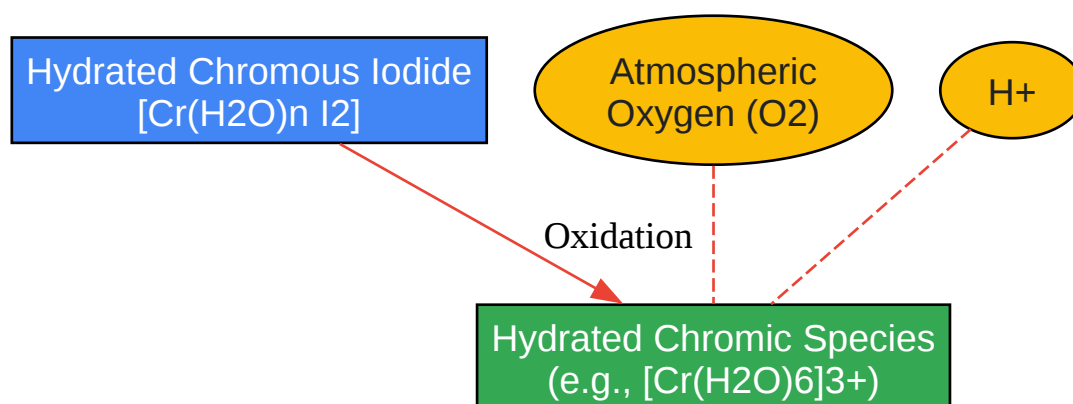 Hydrated Chromous Iodide
[Cr(H2O)n I2]
Atmospheric
Oxygen (O2)
H+
Oxidation
Hydrated Chromic Species
(e.g., [Cr(H2O)6]3+)